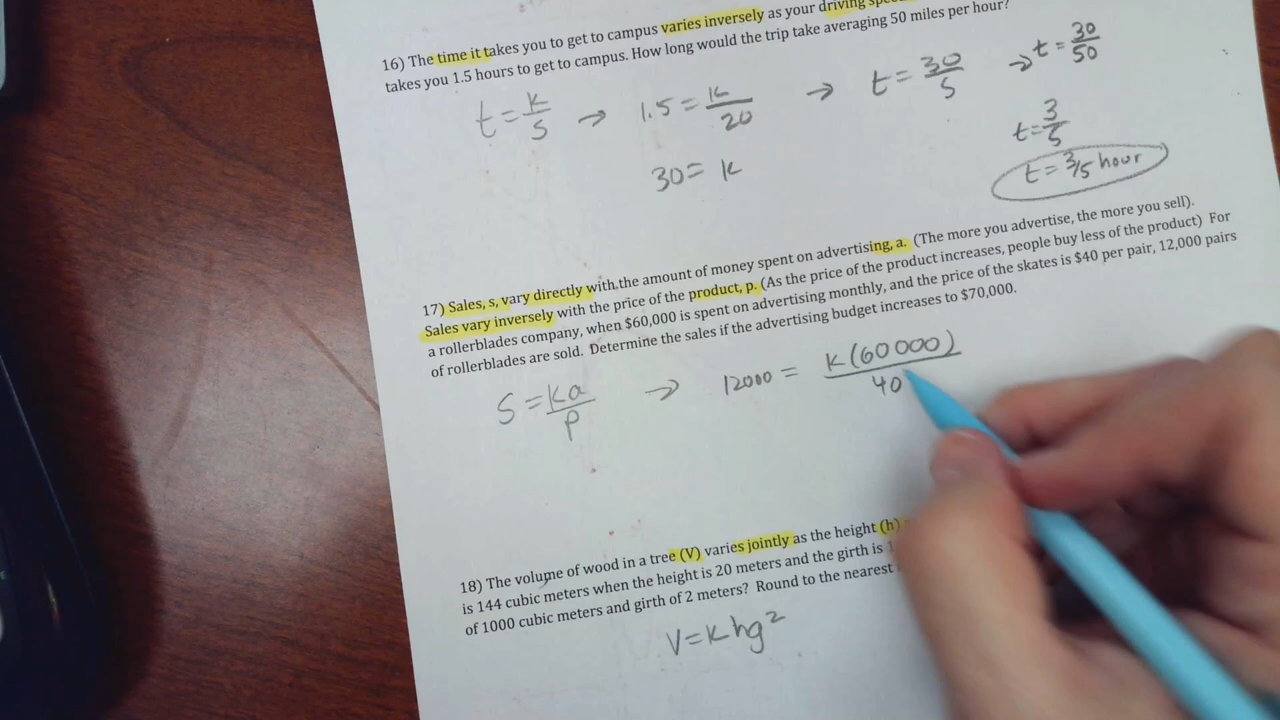 16) The time it takes you to get to campus varies inversely as your driving
takes you 1.5 hours to get to campus. How long would the trip take averaging 50 miles per hour?
t = k/s → 1.5 = k/20 → t = 30/s → t = 30/50
30 = k
t = 3/5
t = 3/5 hour
17) Sales, s, vary directly with the amount of money spent on advertising, a. (The more you advertise, the more you sell).
Sales vary inversely with the price of the product, p. (As the price of the product increases, people buy less of the product) For
a rollerblades company, when $60,000 is spent on advertising monthly, and the price of the skates is $40 per pair, 12,000 pairs
of rollerblades are sold. Determine the sales if the advertising budget increases to $70,000.
S = ka/p → 12000 = k(60000)/40
18) The volume of wood in a tree (V) varies jointly as the height (h)
is 144 cubic meters when the height is 20 meters and the girth is
of 1000 cubic meters and girth of 2 meters? Round to the nearest
V = khg²